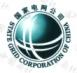 国家电网公司
STATE GRID CORPORATION OF CHINA